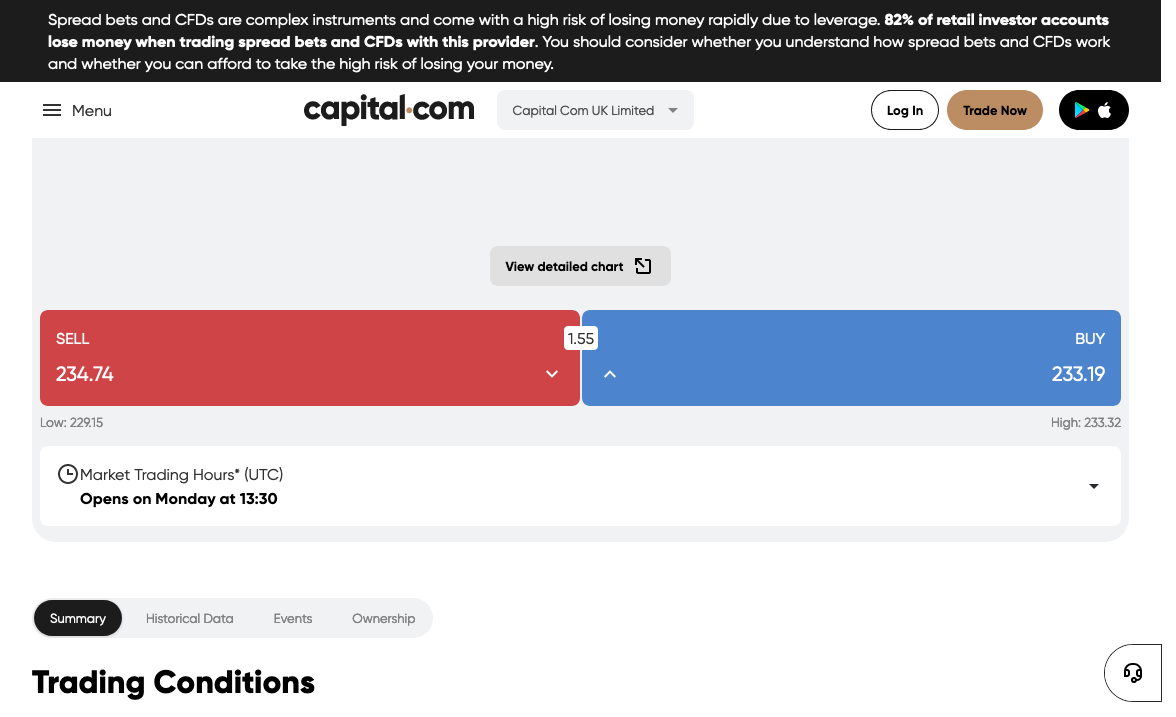 Spread bets and CFDs are complex instruments and come with a high risk of losing money rapidly due to leverage. 82% of retail investor accounts
lose money when trading spread bets and CFDs with this provider. You should consider whether you understand how spread bets and CFDs work
and whether you can afford to take the high risk of losing your money.
Menu
capital.com
Capital Com UK Limited
Log In
Trade Now
View detailed chart
SELL
1.55
BUY
234.74
233.19
Low: 229.15
High: 233.32
Market Trading Hours* (UTC)
Opens on Monday at 13:30
Summary
Historical Data
Events
Ownership
Trading Conditions